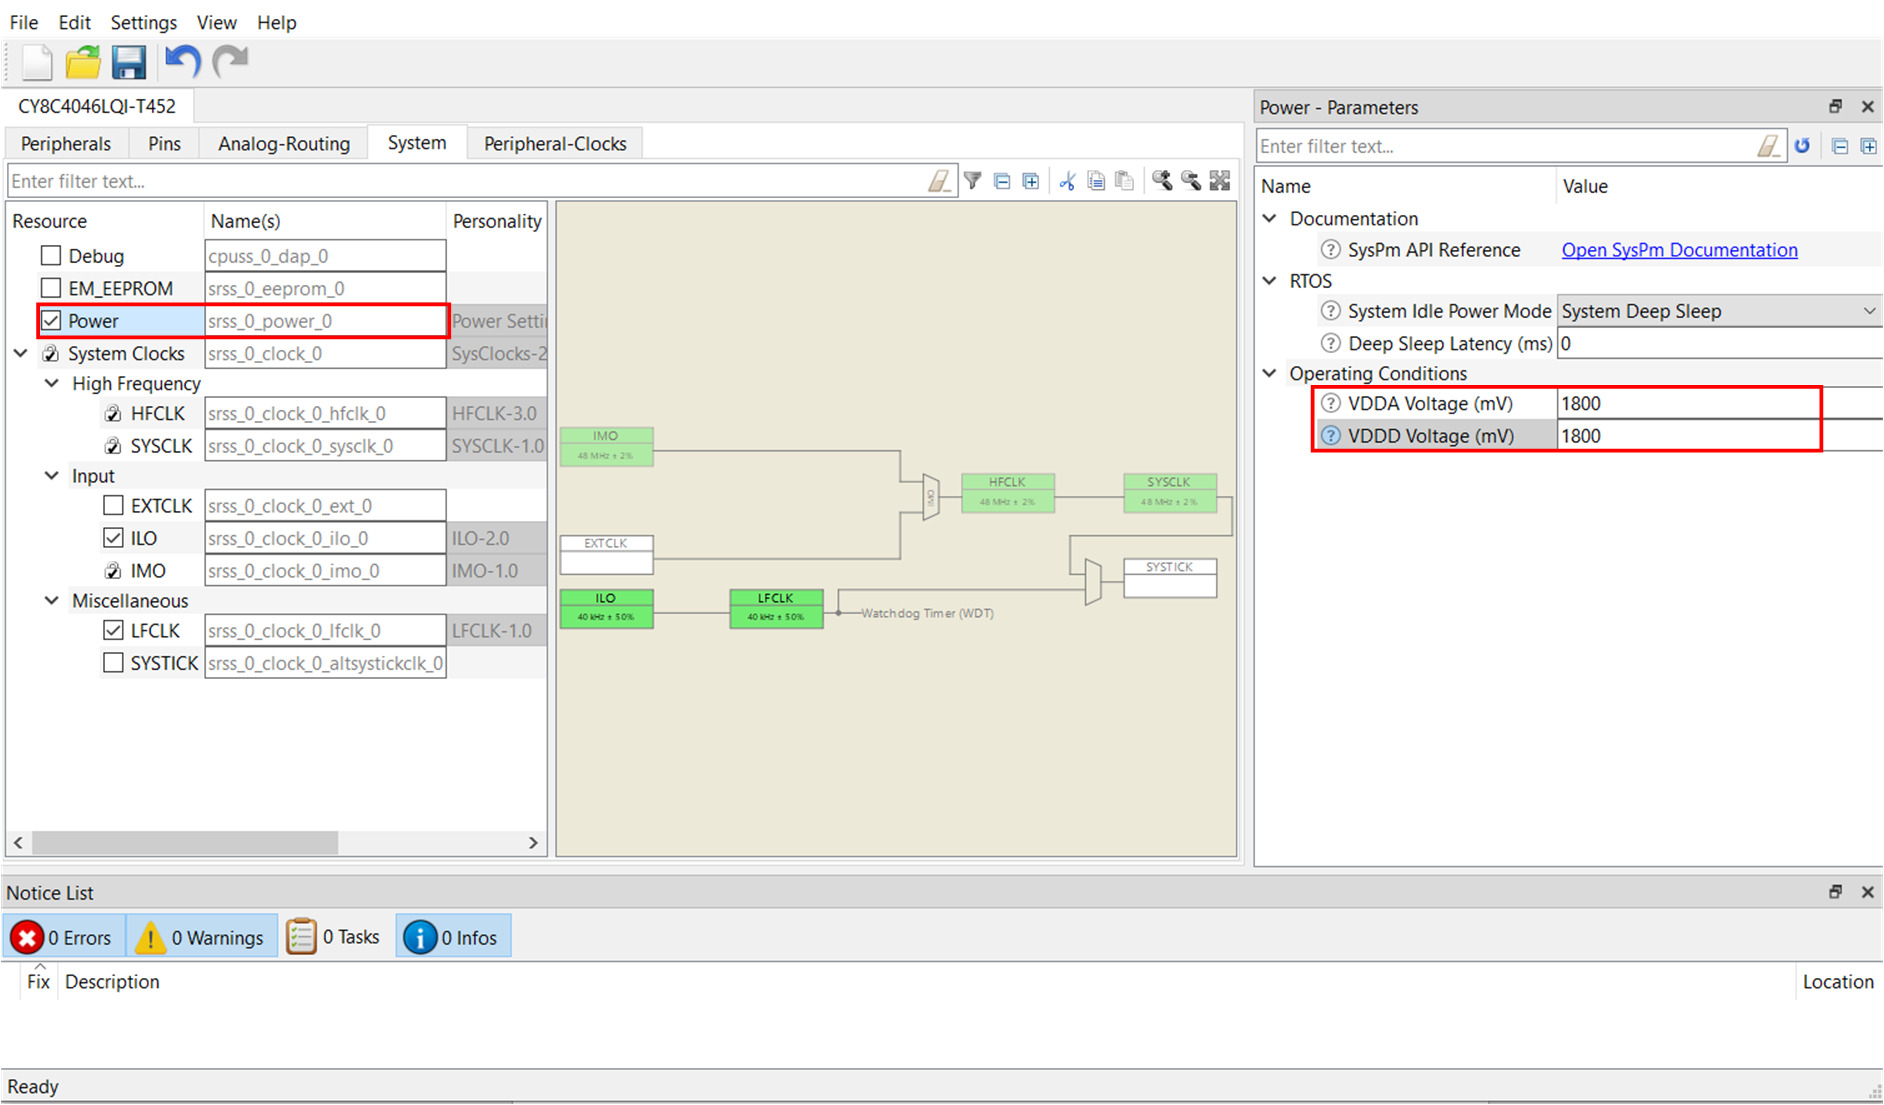 File Edit Settings View Help
CY8C4046LQI-T452
Peripherals Pins Analog-Routing System Peripheral-Clocks
Enter filter text...
Resource Name(s) Personality
Debug cpuss_0_dap_0
EM_EEPROM srss_0_eeprom_0
Power srss_0_power_0 Power Setti
System Clocks srss_0_clock_0 SysClocks-2
High Frequency
HFCLK srss_0_clock_0_hfclk_0 HFCLK-3.0
SYSCLK srss_0_clock_0_sysclk_0 SYSCLK-1.0
Input
EXTCLK srss_0_clock_0_ext_0
ILO srss_0_clock_0_ilo_0 ILO-2.0
IMO srss_0_clock_0_imo_0 IMO-1.0
Miscellaneous
LFCLK srss_0_clock_0_lfclk_0 LFCLK-1.0
SYSTICK srss_0_clock_0_altsystickclk_0
IMO
48 MHz ± 2%
IMO
HFCLK
48 MHz ± 2%
SYSCLK
48 MHz ± 2%
EXTCLK
SYSTICK
ILO
40 kHz ± 50%
LFCLK
40 kHz ± 50%
Watchdog Timer (WDT)
Power - Parameters
Enter filter text...
Name Value
Documentation
SysPm API Reference Open SysPm Documentation
RTOS
System Idle Power Mode System Deep Sleep
Deep Sleep Latency (ms) 0
Operating Conditions
VDDA Voltage (mV) 1800
VDDD Voltage (mV) 1800
Notice List
0 Errors 0 Warnings 0 Tasks 0 Infos
Fix Description Location
Ready